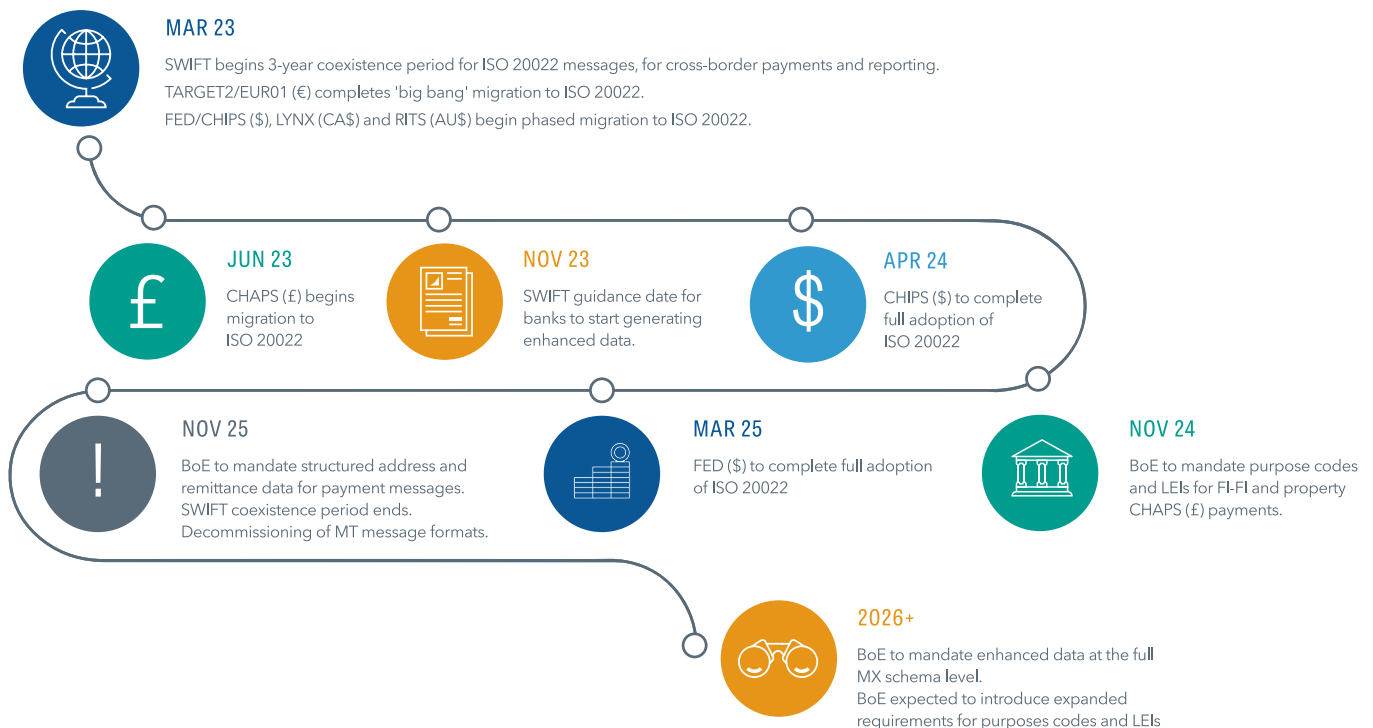 MAR 23
SWIFT begins 3-year coexistence period for ISO 20022 messages, for cross-border payments and reporting.
TARGET2/EUR01 (€) completes 'big bang' migration to ISO 20022.
FED/CHIPS ($), LYNX (CA$) and RITS (AU$) begin phased migration to ISO 20022.
£
JUN 23
CHAPS (£) begins
migration to
ISO 20022
NOV 23
SWIFT guidance date for
banks to start generating
enhanced data.
$
APR 24
CHIPS ($) to complete
full adoption of
ISO 20022
NOV 24
BoE to mandate purpose codes
and LEIs for FI-FI and property
CHAPS (£) payments.
MAR 25
FED ($) to complete full adoption
of ISO 20022
!
NOV 25
BoE to mandate structured address and
remittance data for payment messages.
SWIFT coexistence period ends.
Decommissioning of MT message formats.
2026+
BoE to mandate enhanced data at the full
MX schema level.
BoE expected to introduce expanded
requirements for purposes codes and LEIs